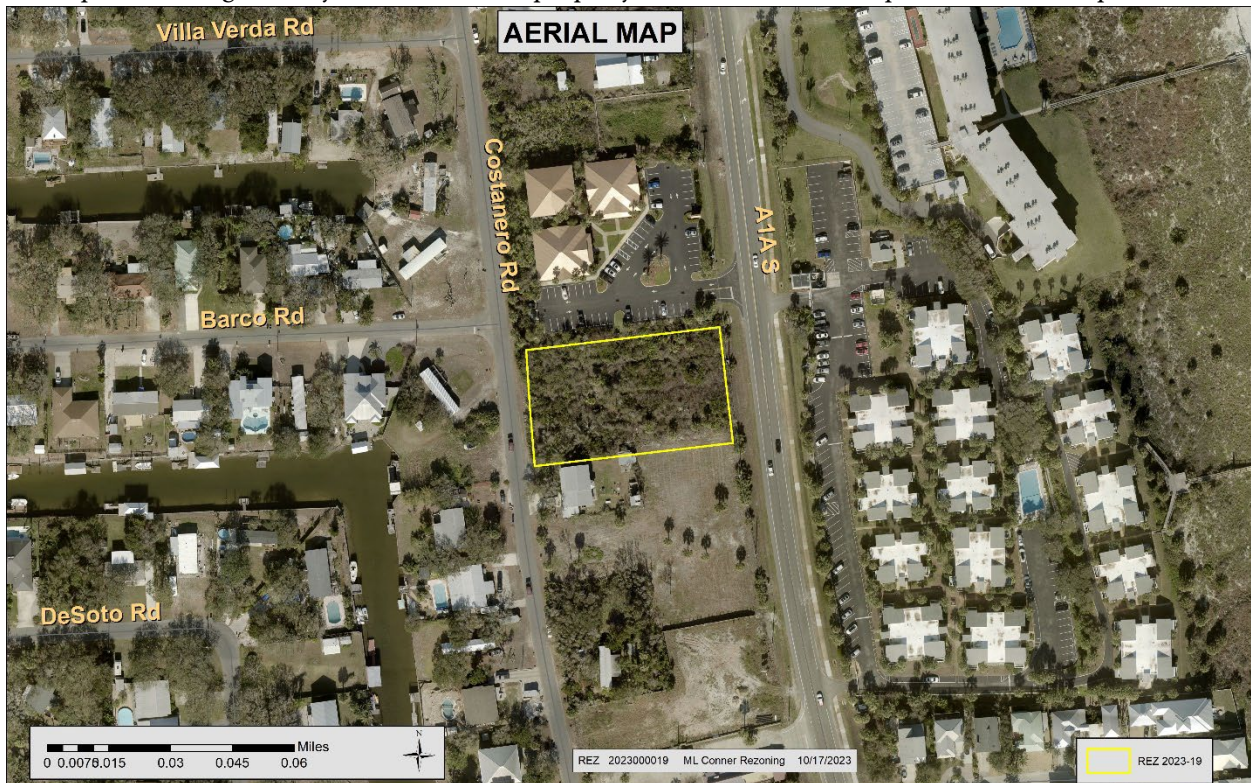 AERIAL MAP
Villa Verda Rd
Costanero Rd
A1A S
Barco Rd
DeSoto Rd
Miles
0 0.0075 0.015 0.03 0.045 0.06
REZ 2023000019 ML Conner Rezoning 10/17/2023
REZ 2023-19